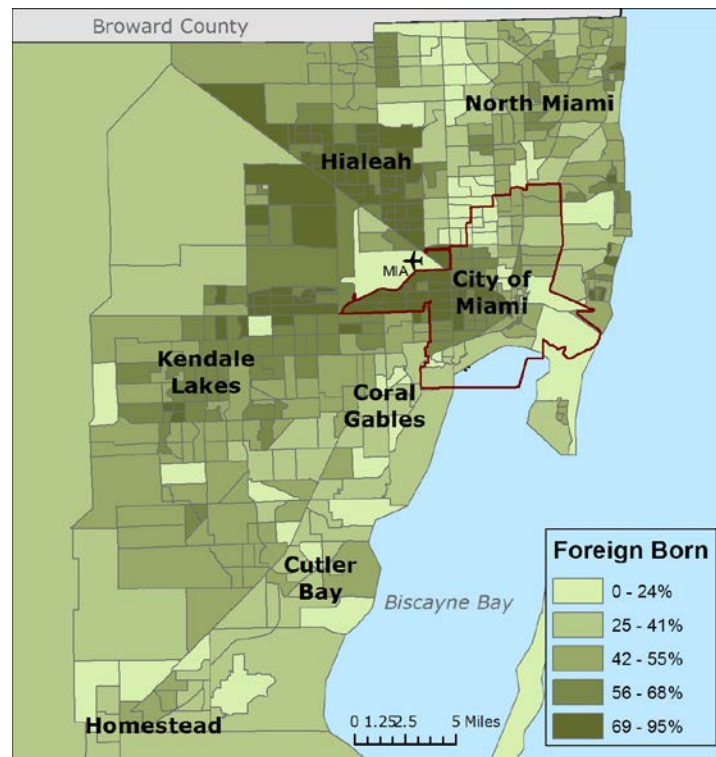 Broward County
North Miami
Hialeah
MIA
City of
Miami
Kendale
Lakes
Coral
Gables
Cutler
Bay
Biscayne Bay
Homestead
0 1.25 2.5 5 Miles
Foreign Born
0 - 24%
25 - 41%
42 - 55%
56 - 68%
69 - 95%